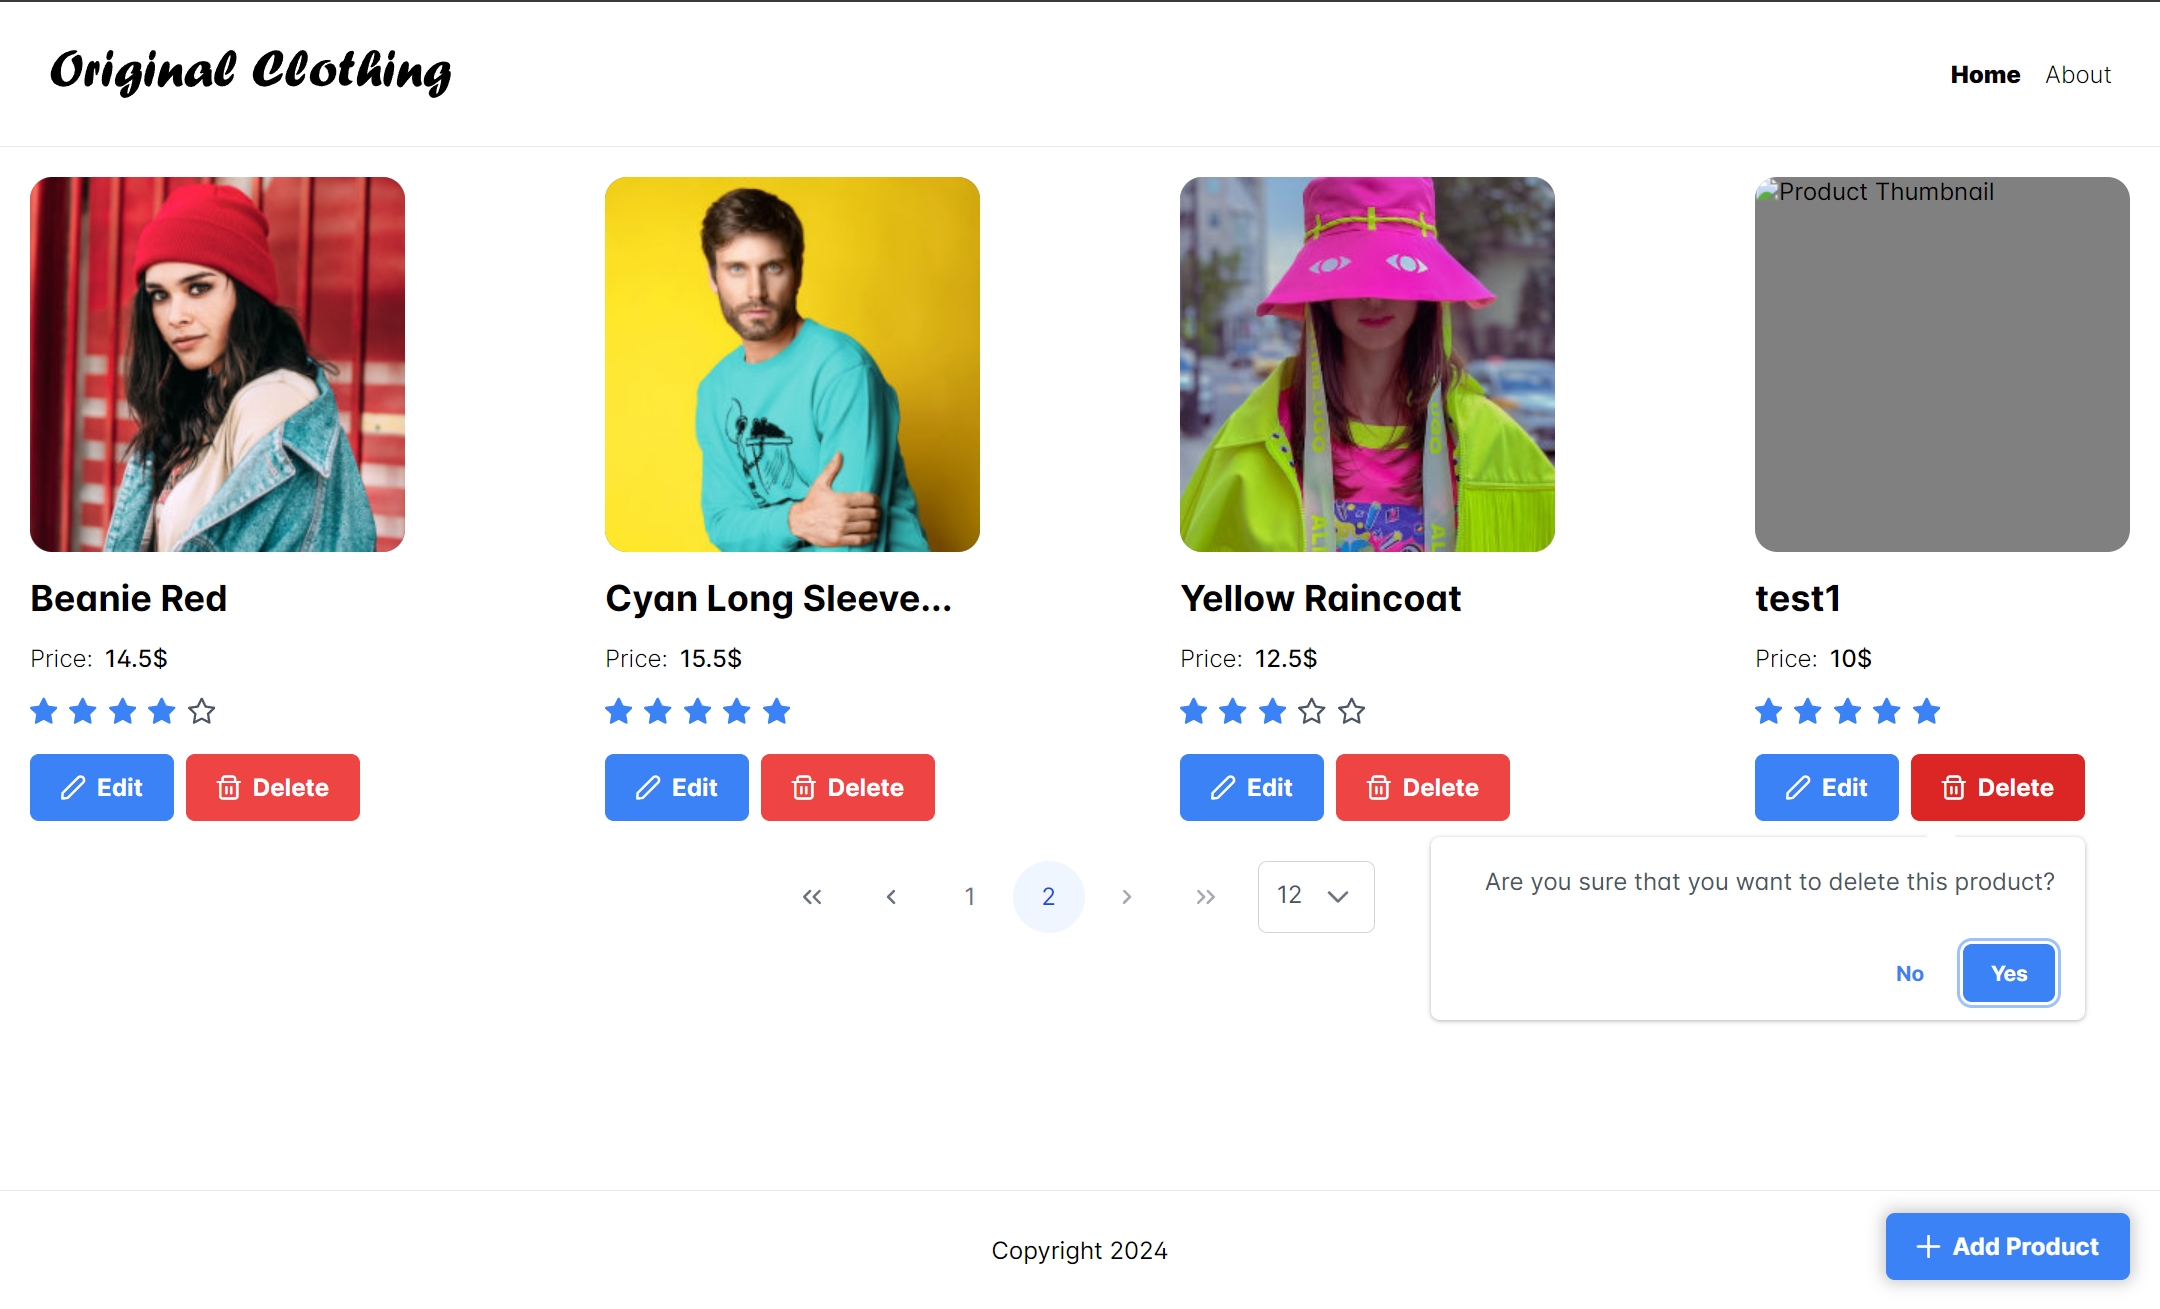 Original Clothing
Home About
Product Thumbnail
Beanie Red
Price: 14.5$
Edit Delete
Cyan Long Sleeve...
Price: 15.5$
Edit Delete
Yellow Raincoat
Price: 12.5$
Edit Delete
test1
Price: 10$
Edit Delete
Are you sure that you want to delete this product?
No Yes
« ‹ 1 2 › » 12
Copyright 2024
+ Add Product